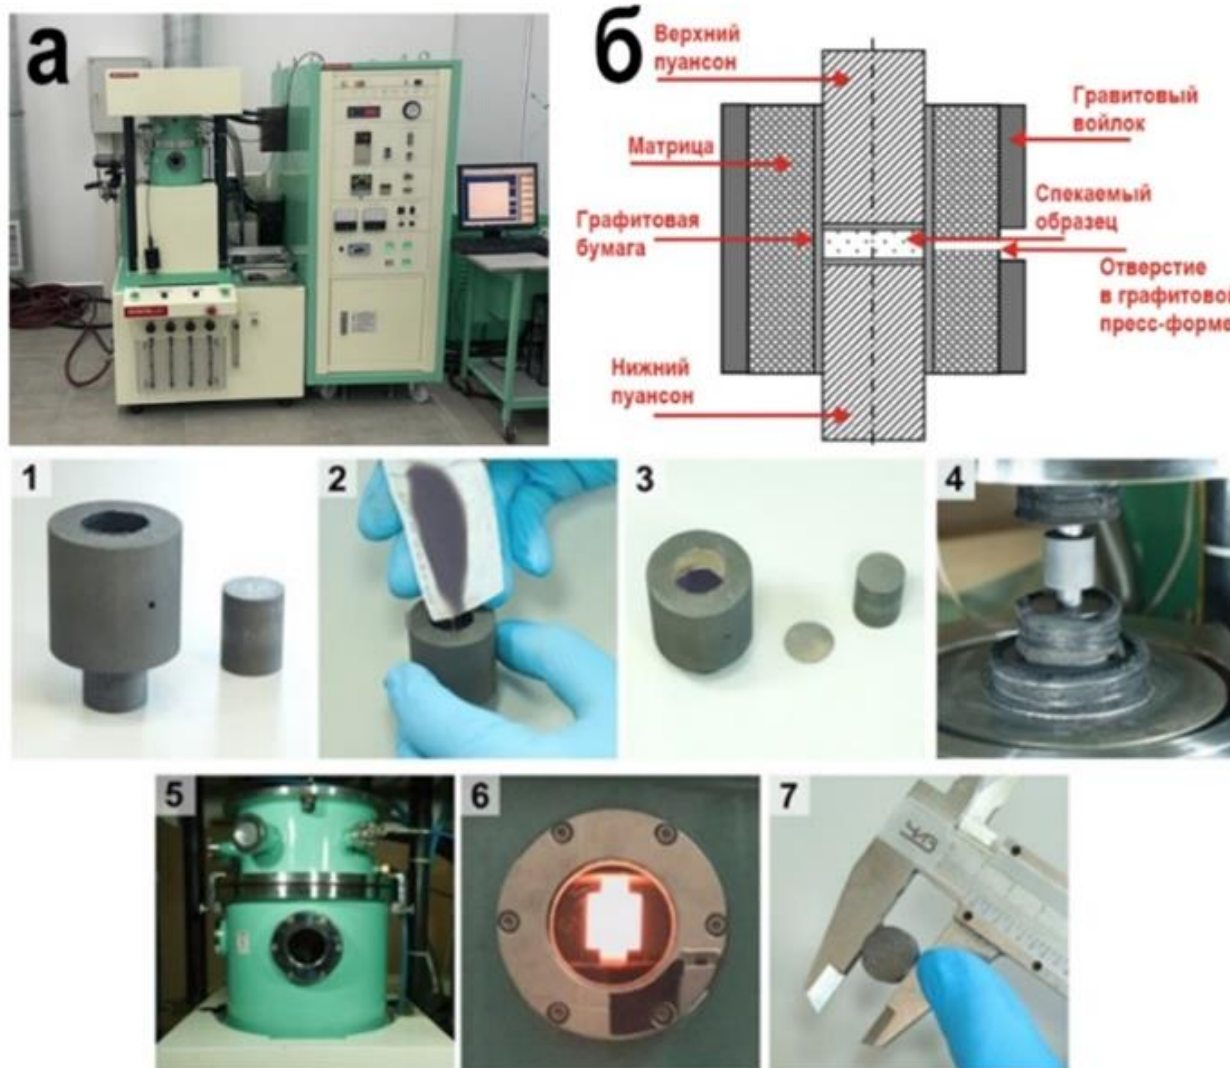 а
б
Верхний
пуансон
Матрица
Графитовая
бумага
Нижний
пуансон
Гравитовый
войлок
Спекаемый
образец
Отверстие
в графитовой
пресс-форме
1
2
3
4
5
6
7